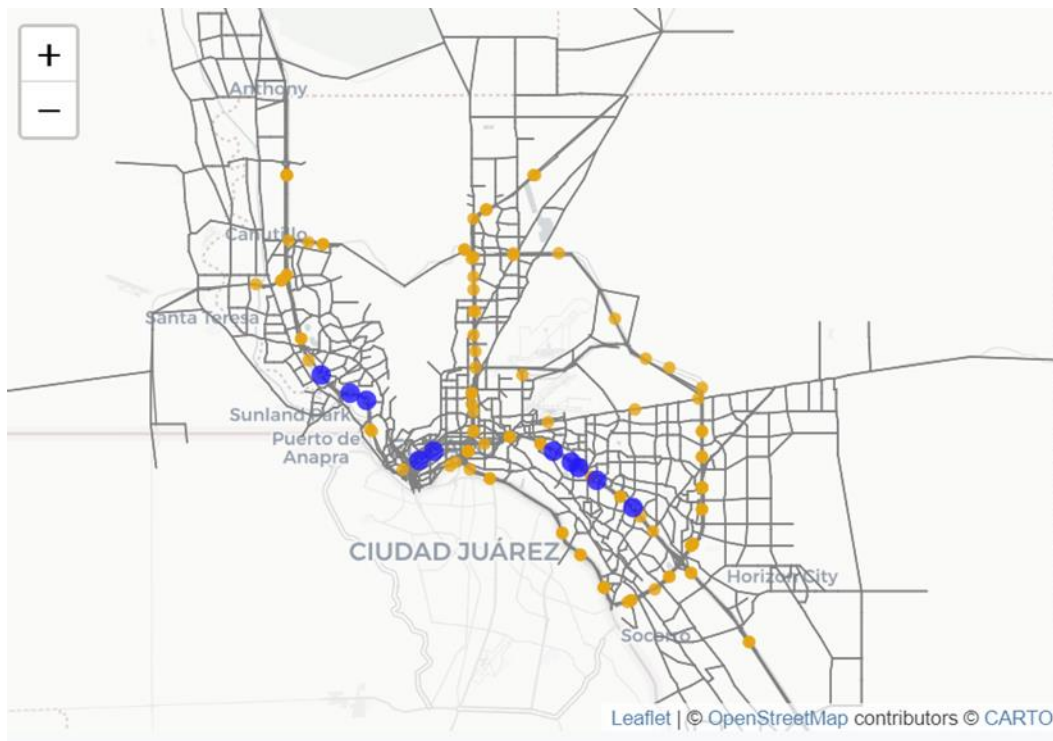 +
−
Anthony
Canutillo
Santa Teresa
Sunland Park
Puerto de
Anapra
CIUDAD JUÁREZ
Horizon City
Socorro
Leaflet | © OpenStreetMap contributors © CARTO